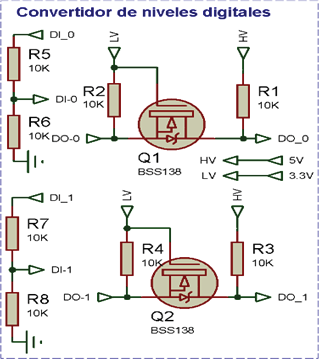 Convertidor de niveles digitales
DI_0
LV
HV
R5
10K
R2
10K
R1
10K
DI-0
R6
10K
DO-0
DO_0
Q1
BSS138
HV
5V
LV
3.3V
DI_1
LV
HV
R7
10K
R4
10K
R3
10K
DI-1
R8
10K
DO-1
DO_1
Q2
BSS138